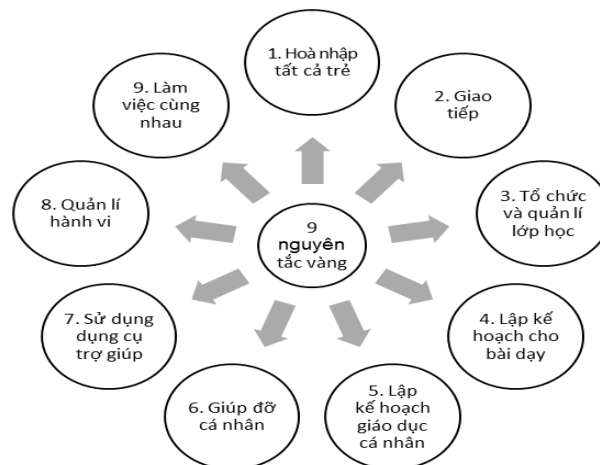 1. Hoà nhập
tất cả trẻ
2. Giao
tiếp
3. Tổ chức
và quản lí
lớp học
4. Lập kế
hoạch cho
bài dạy
5. Lập
kế hoạch
giáo dục
cá nhân
6. Giúp đỡ
cá nhân
7. Sử dụng
dụng cụ
trợ giúp
8. Quản lí
hành vi
9. Làm
việc cùng
nhau
9
nguyên
tắc vàng